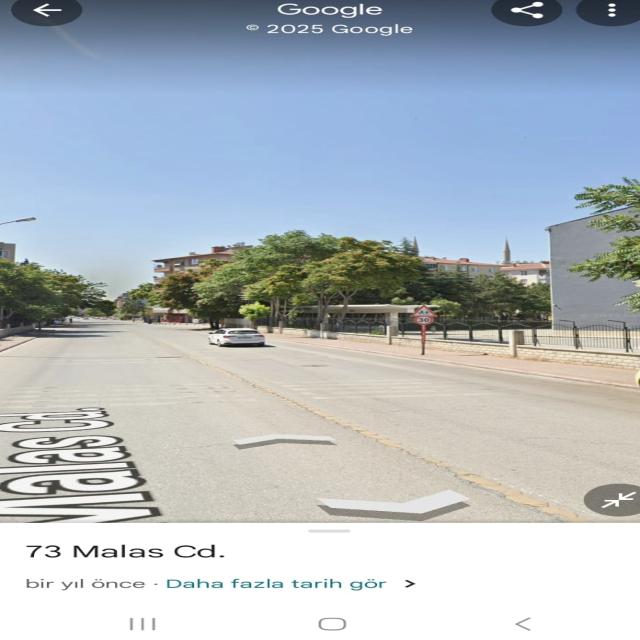 Google
© 2025 Google
30
Malas Cd.
73 Malas Cd.
bir yıl önce · Daha fazla tarih gör >